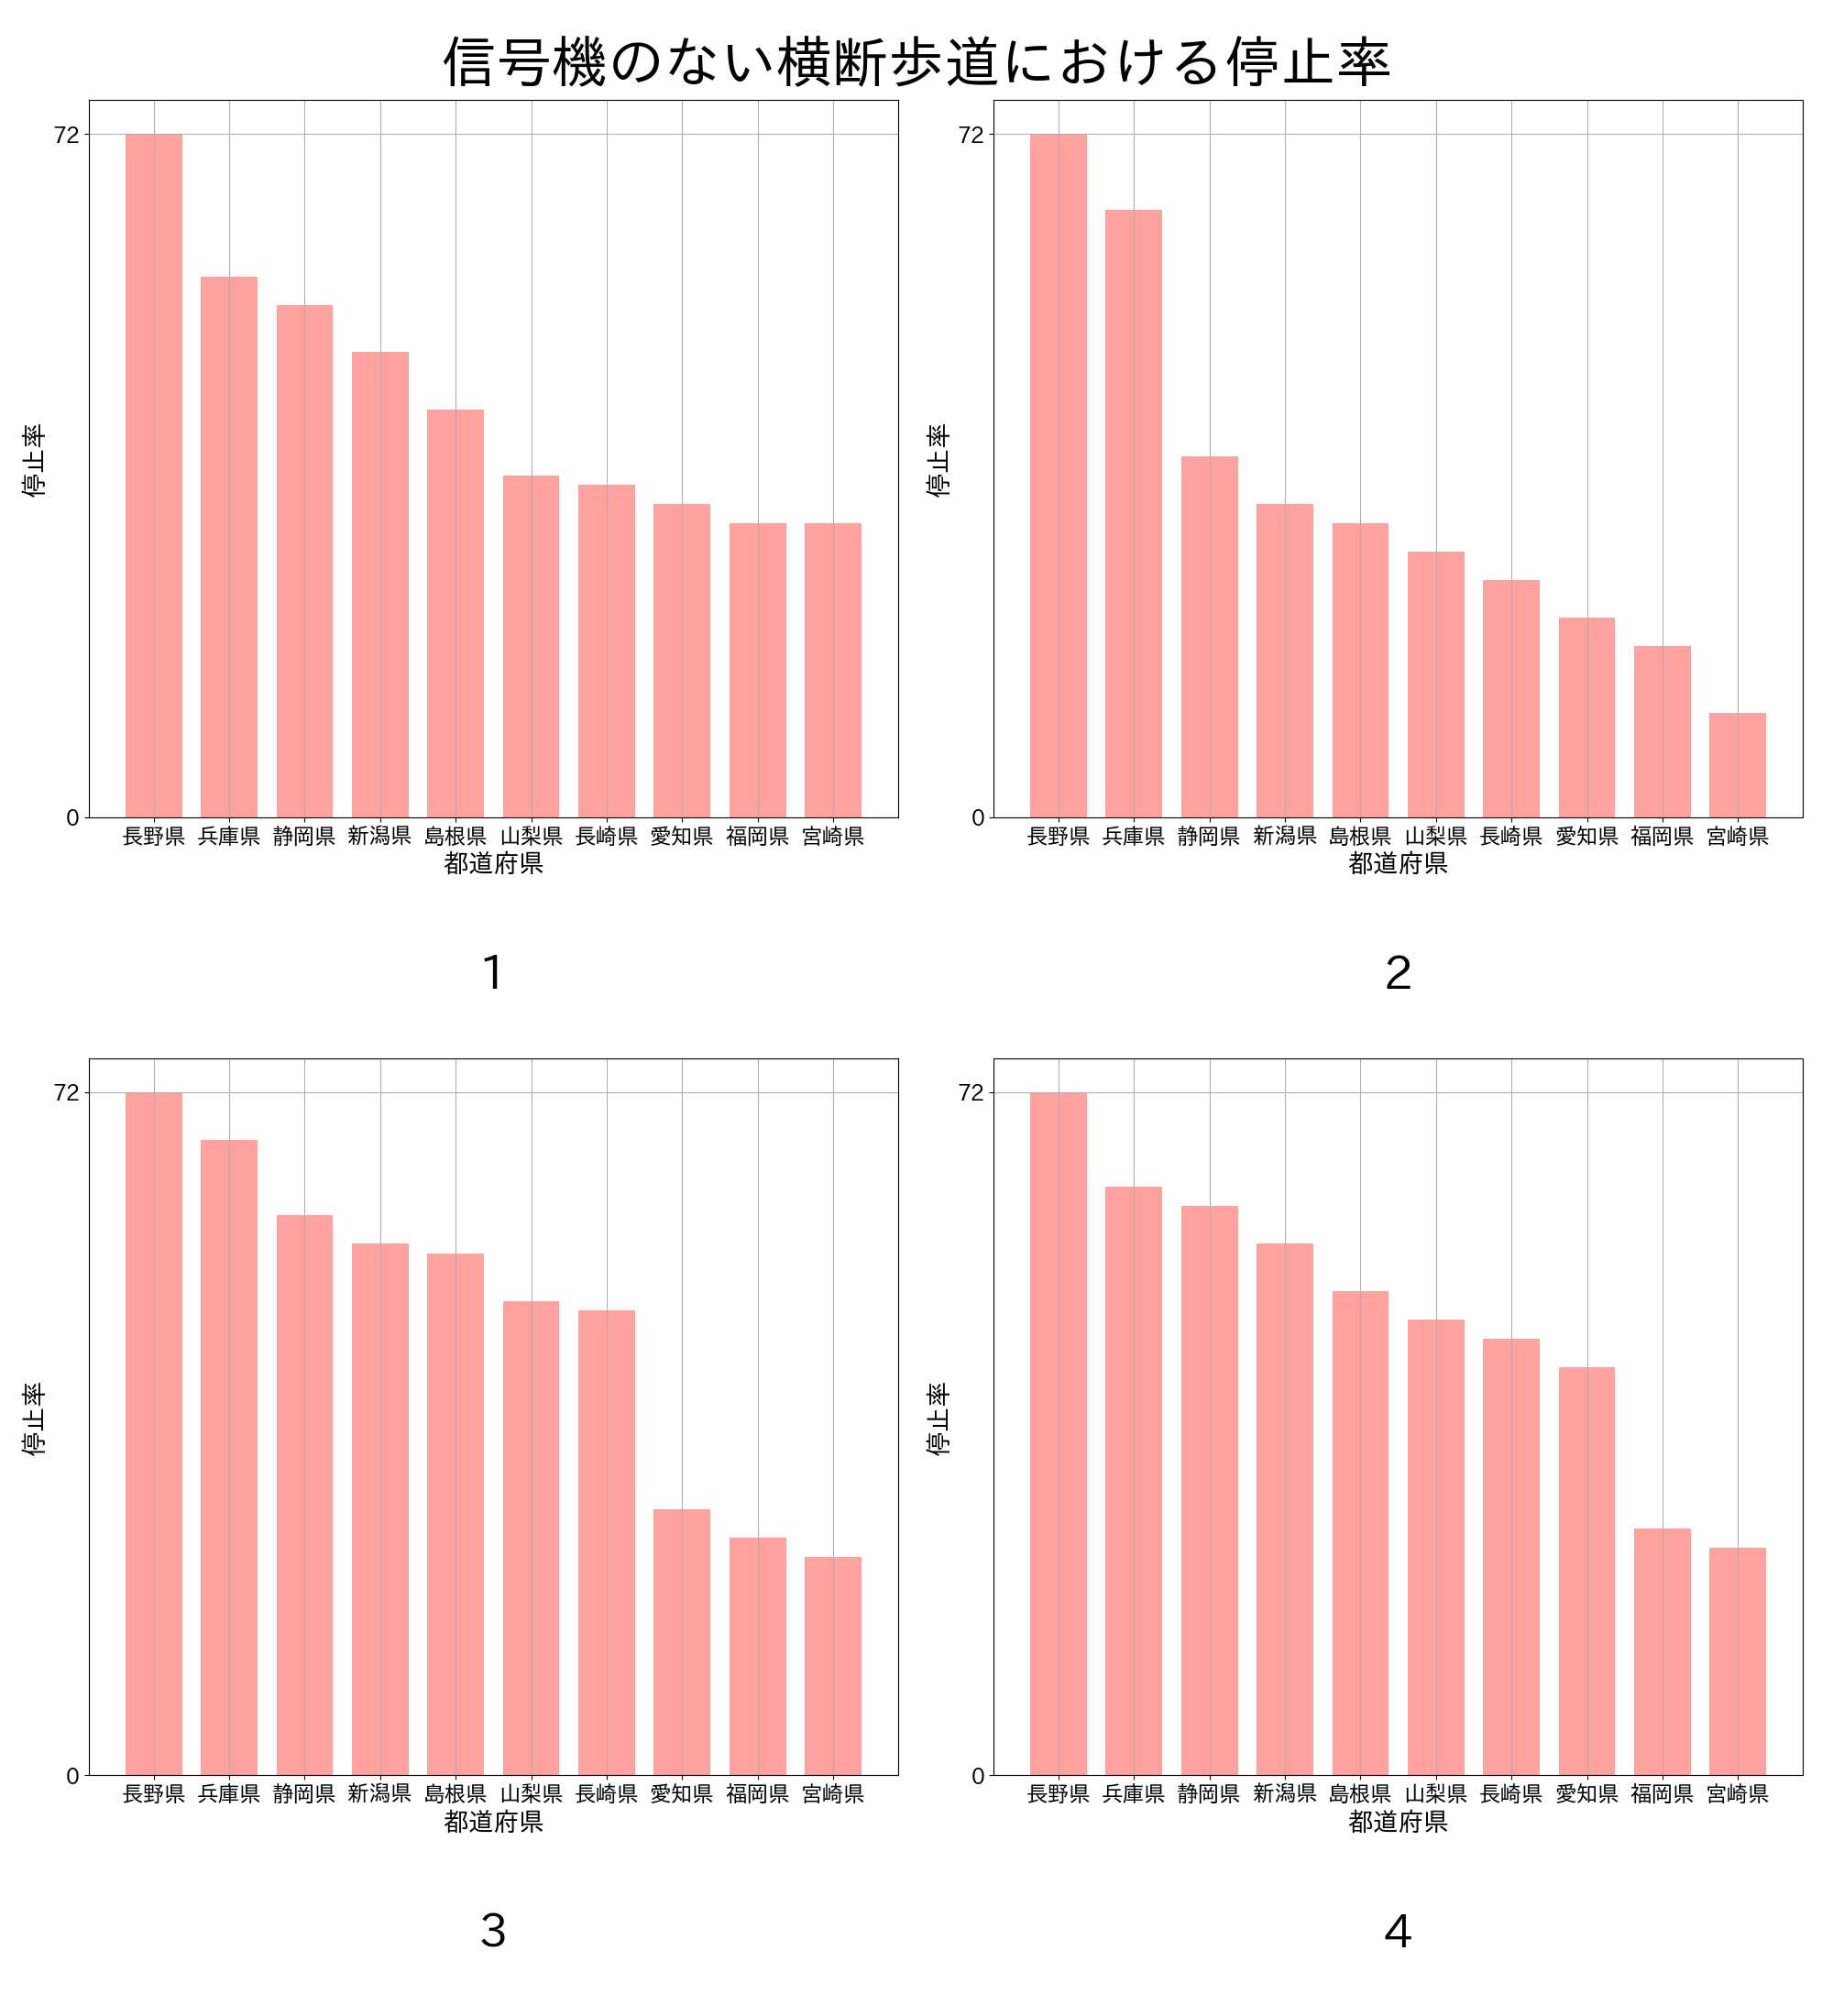 信号機のない横断歩道における停止率
72
0
停止率
長野県 兵庫県 静岡県 新潟県 島根県 山梨県 長崎県 愛知県 福岡県 宮崎県
都道府県
1
72
0
停止率
長野県 兵庫県 静岡県 新潟県 島根県 山梨県 長崎県 愛知県 福岡県 宮崎県
都道府県
2
72
0
停止率
長野県 兵庫県 静岡県 新潟県 島根県 山梨県 長崎県 愛知県 福岡県 宮崎県
都道府県
3
72
0
停止率
長野県 兵庫県 静岡県 新潟県 島根県 山梨県 長崎県 愛知県 福岡県 宮崎県
都道府県
4